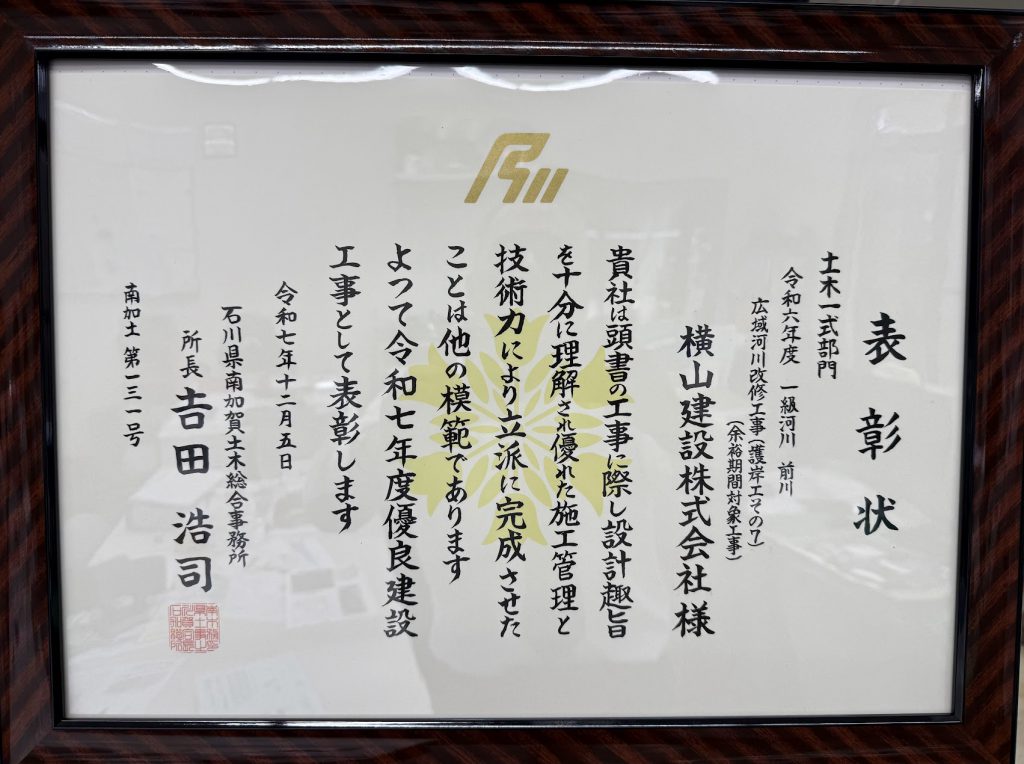 表彰状
土木一式部門
令和六年度 一級河川 前川
広域河川改修工事(護岸工その7)
(余裕期間対象工事)
横山建設株式会社 様
貴社は頭書の工事に際し設計趣旨
を十分に理解され優れた施工管理と
技術力により立派に完成させた
ことは他の模範であります
よつて令和七年度優良建設
工事として表彰します
令和七年十二月五日
石川県南加賀土木総合事務所
所長 𠮷田 浩司
南加土 第一三一号